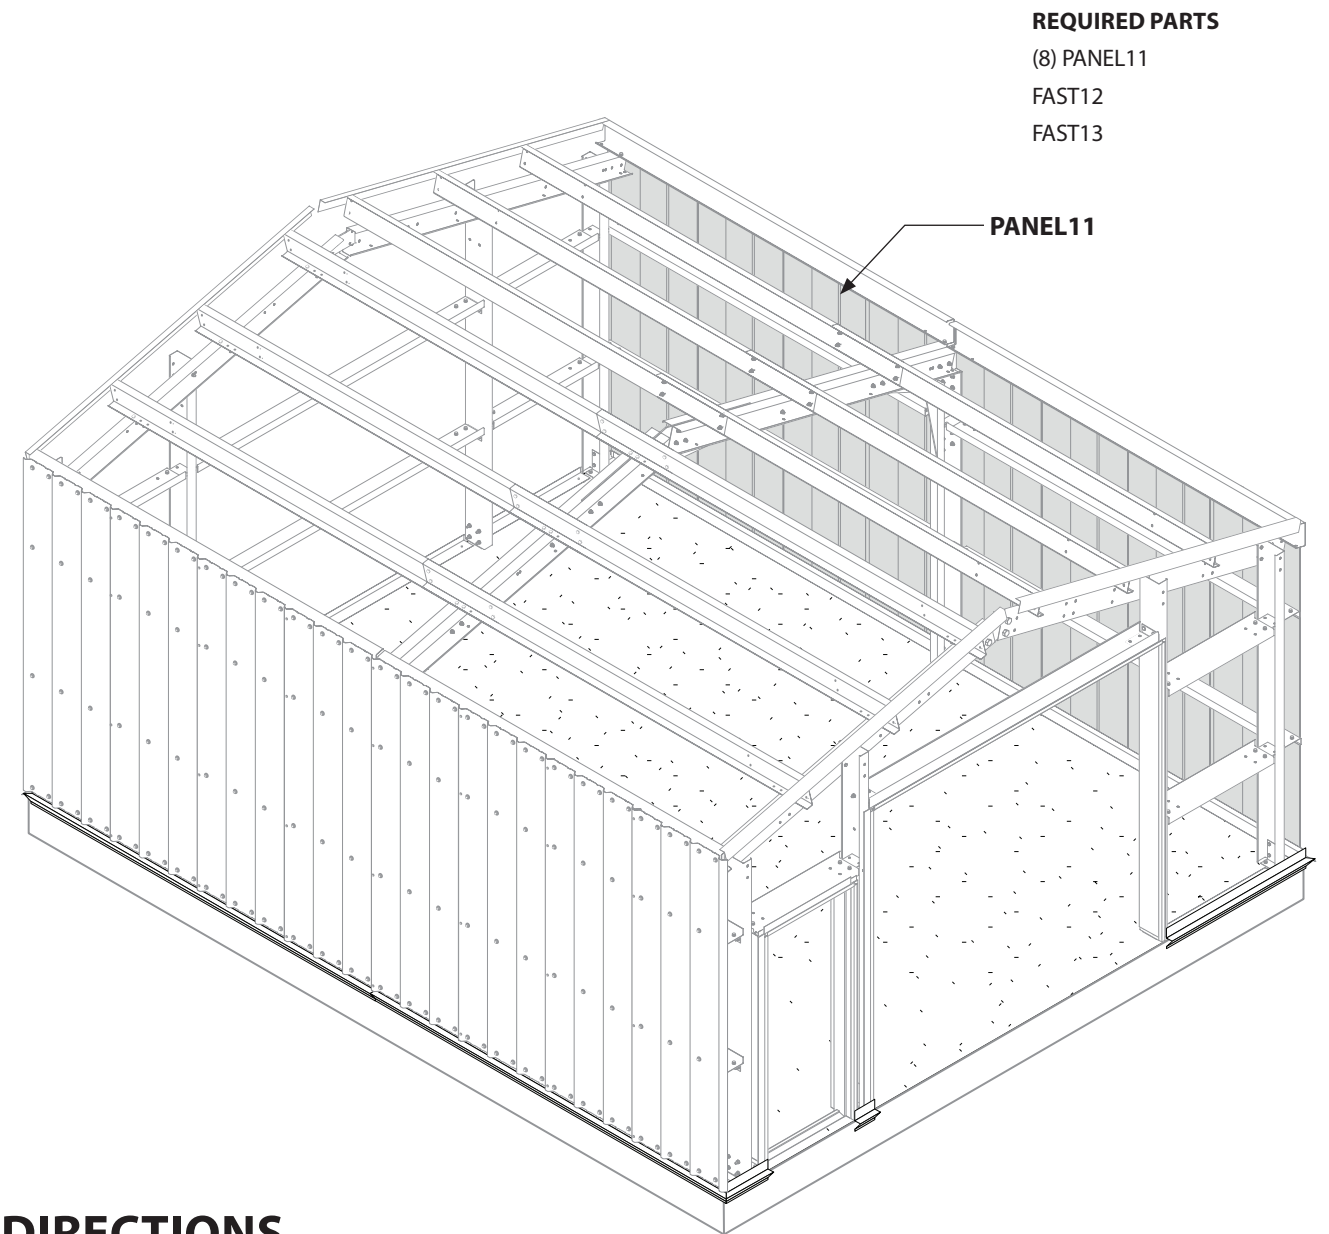 REQUIRED PARTS
(8) PANEL11
FAST12
FAST13
PANEL11
DIRECTIONS